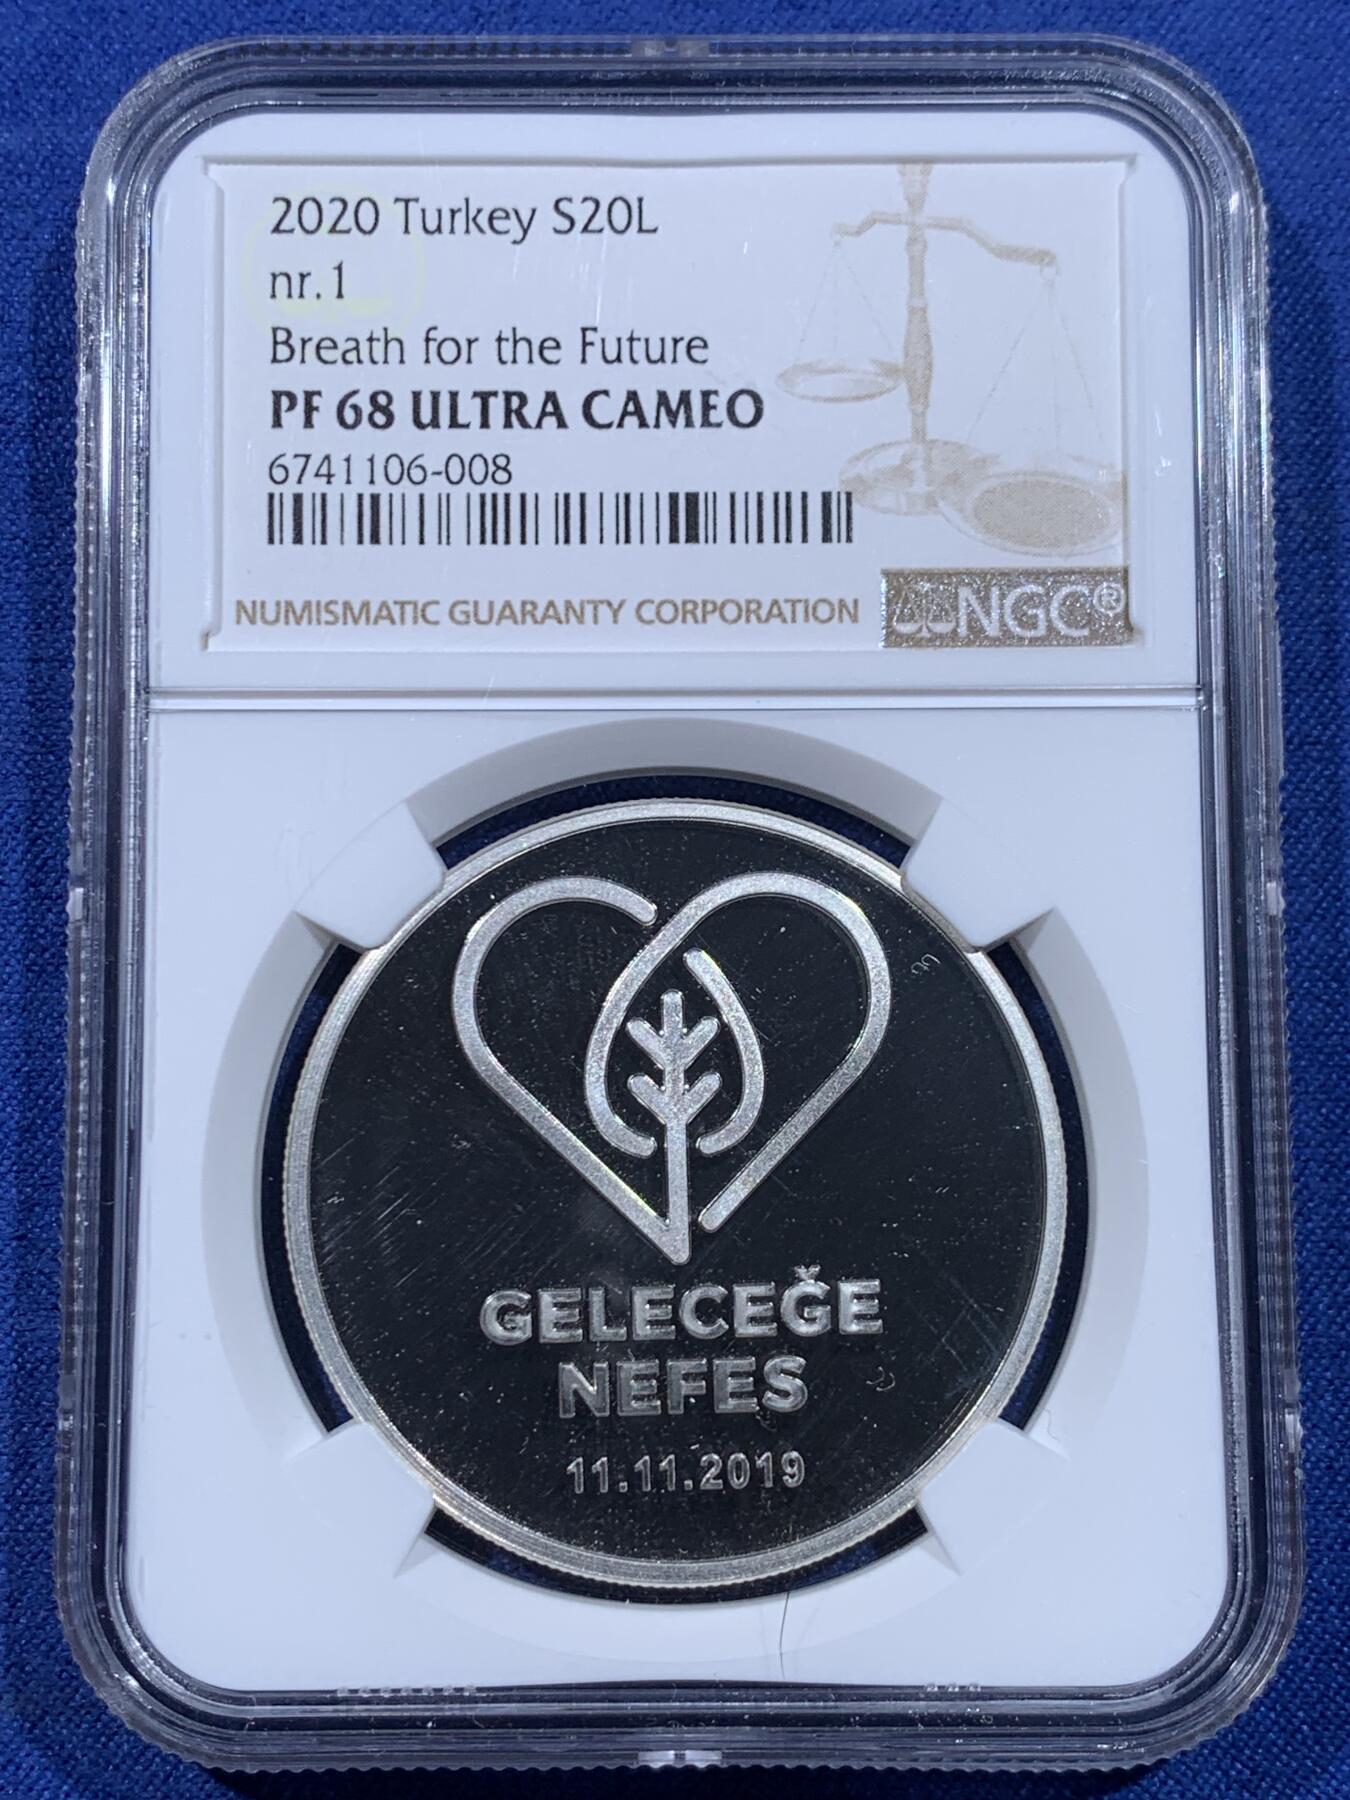 2020 Turkey S20L
nr.1
Breath for the Future
PF 68 ULTRA CAMEO
6741106-008
NUMISMATIC GUARANTY CORPORATION
NGC®
GELECEĞE
NEFES
11.11.2019